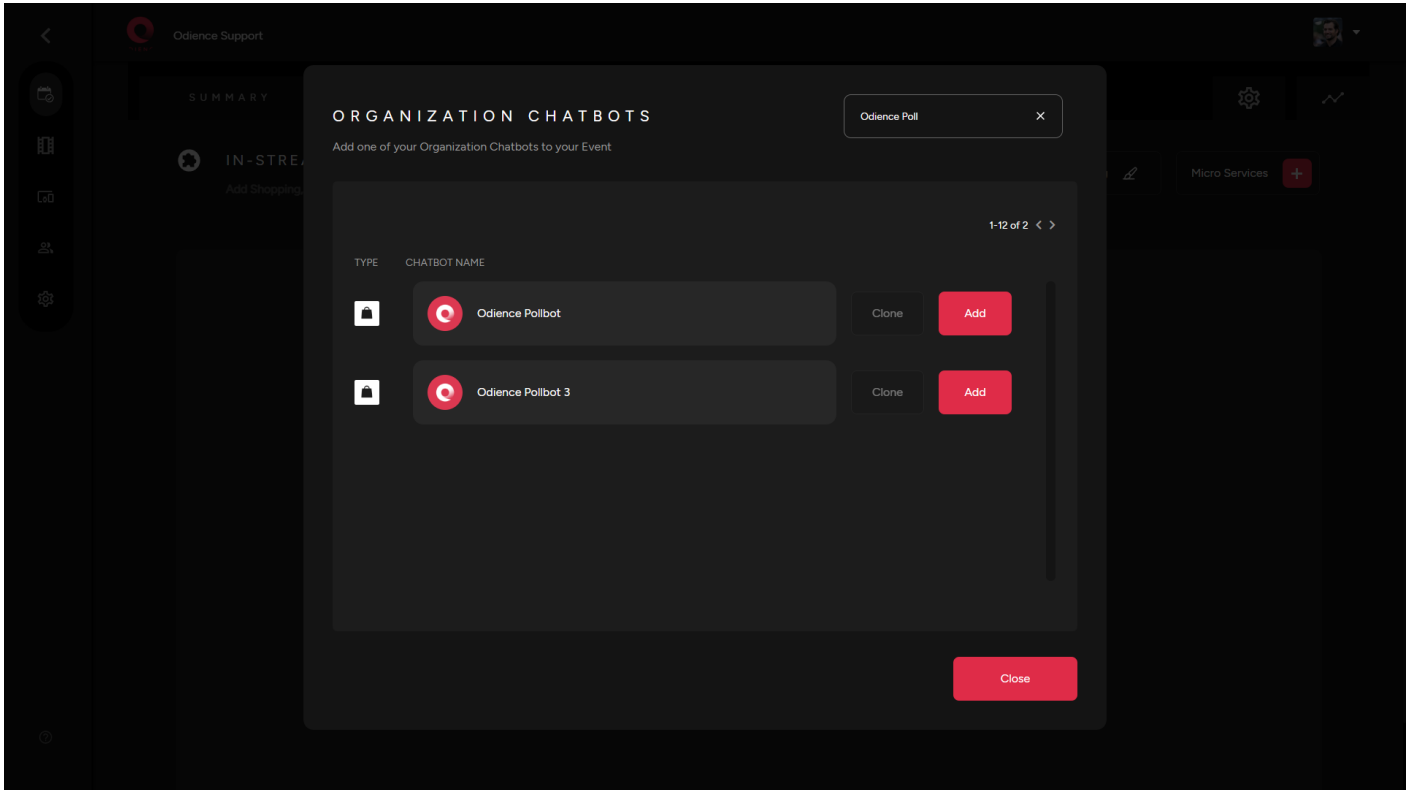 Odience Support
SUMMARY
ORGANIZATION CHATBOTS
Odience Poll
Add one of your Organization Chatbots to your Event
IN-STREA
Add Shopping,
Micro Services
1-12 of 2
TYPE CHATBOT NAME
Odience Pollbot Clone Add
Odience Pollbot 3 Clone Add
Close